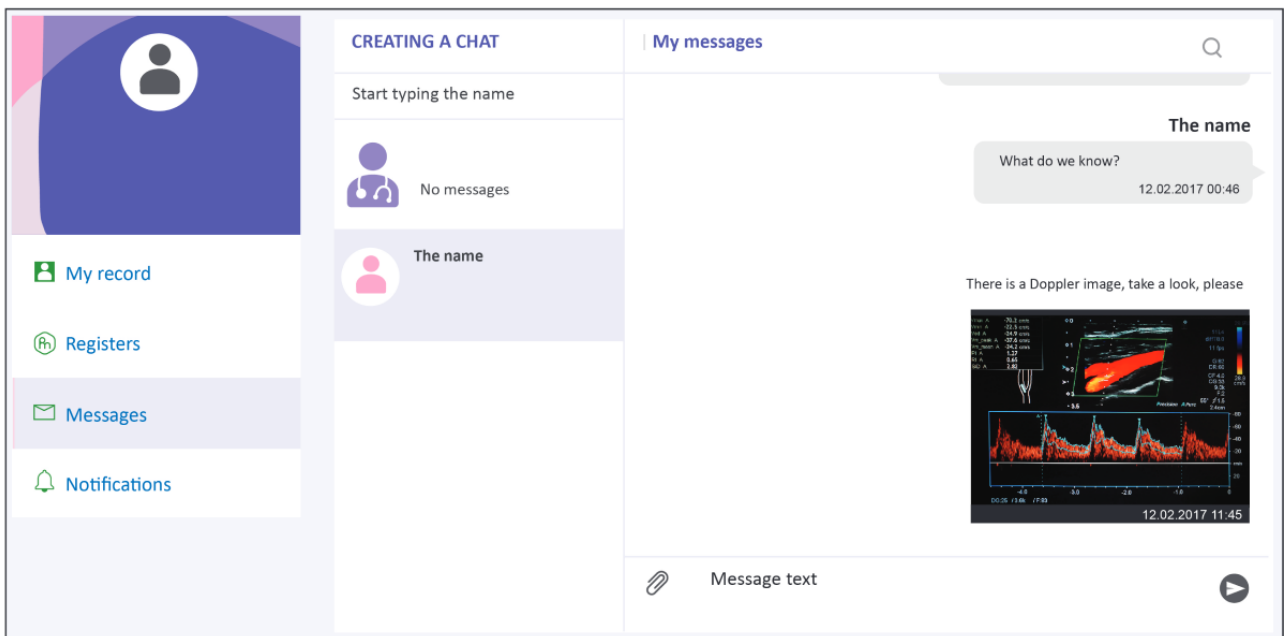 My record
Registers
Messages
Notifications
CREATING A CHAT
Start typing the name
No messages
The name
My messages
The name
What do we know?
12.02.2017 00:46
There is a Doppler image, take a look, please
12.02.2017 11:45
Message text